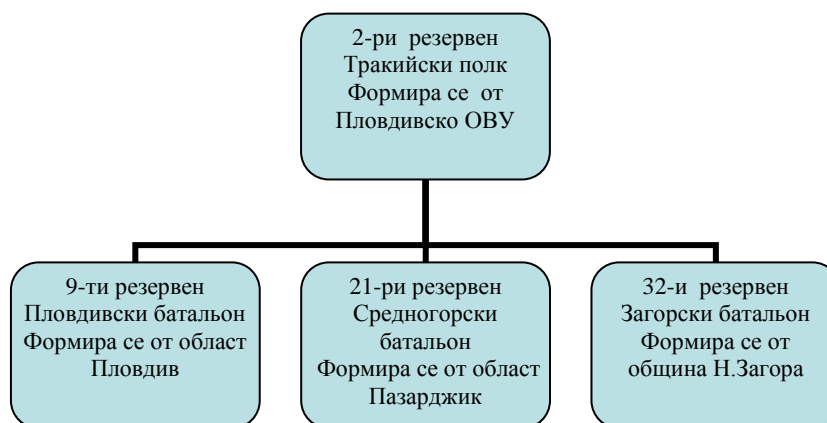 2-ри резервен
Тракийски полк
Формира се от
Пловдивско ОВУ
9-ти резервен
Пловдивски батальон
Формира се от област
Пловдив
21-ри резервен
Средногорски
батальон
Формира се от област
Пазарджик
32-и резервен
Загорски батальон
Формира се от
община Н.Загора